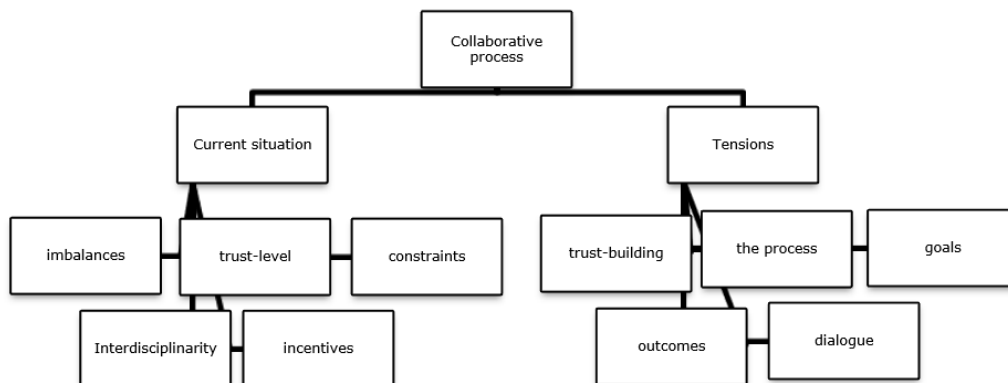 Collaborative
process
Current situation
Tensions
imbalances
trust-level
constraints
trust-building
the process
goals
Interdisciplinarity
incentives
outcomes
dialogue